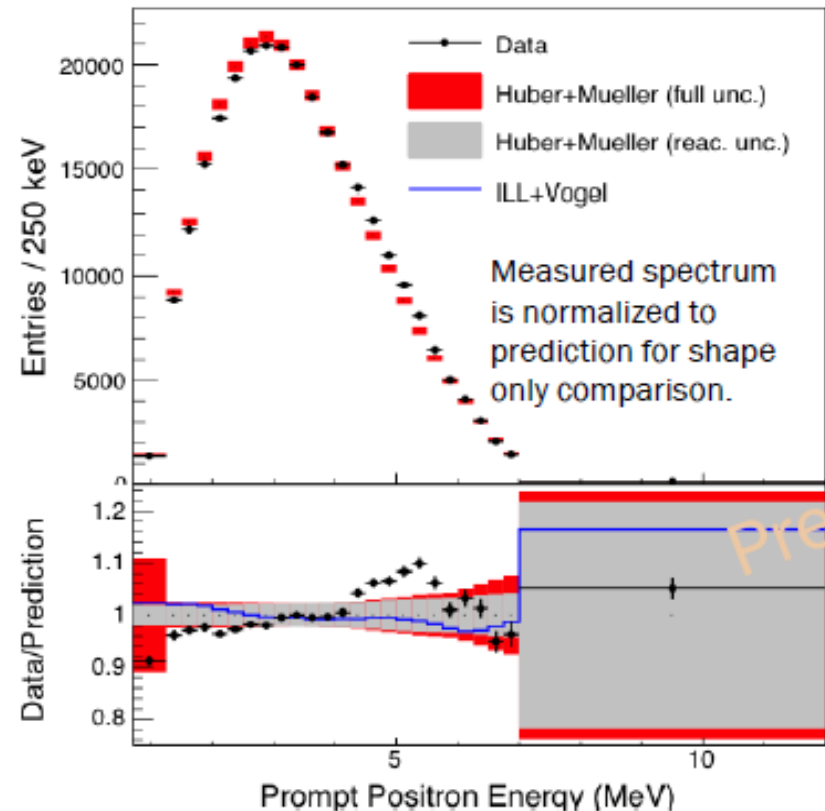 20000
15000
10000
5000
0
Entries / 250 keV
Data
Huber+Mueller (full unc.)
Huber+Mueller (reac. unc.)
ILL+Vogel
Measured spectrum
is normalized to
prediction for shape
only comparison.
1.2
1.1
1
0.9
0.8
Data/Prediction
Pre
5
10
Prompt Positron Energy (MeV)